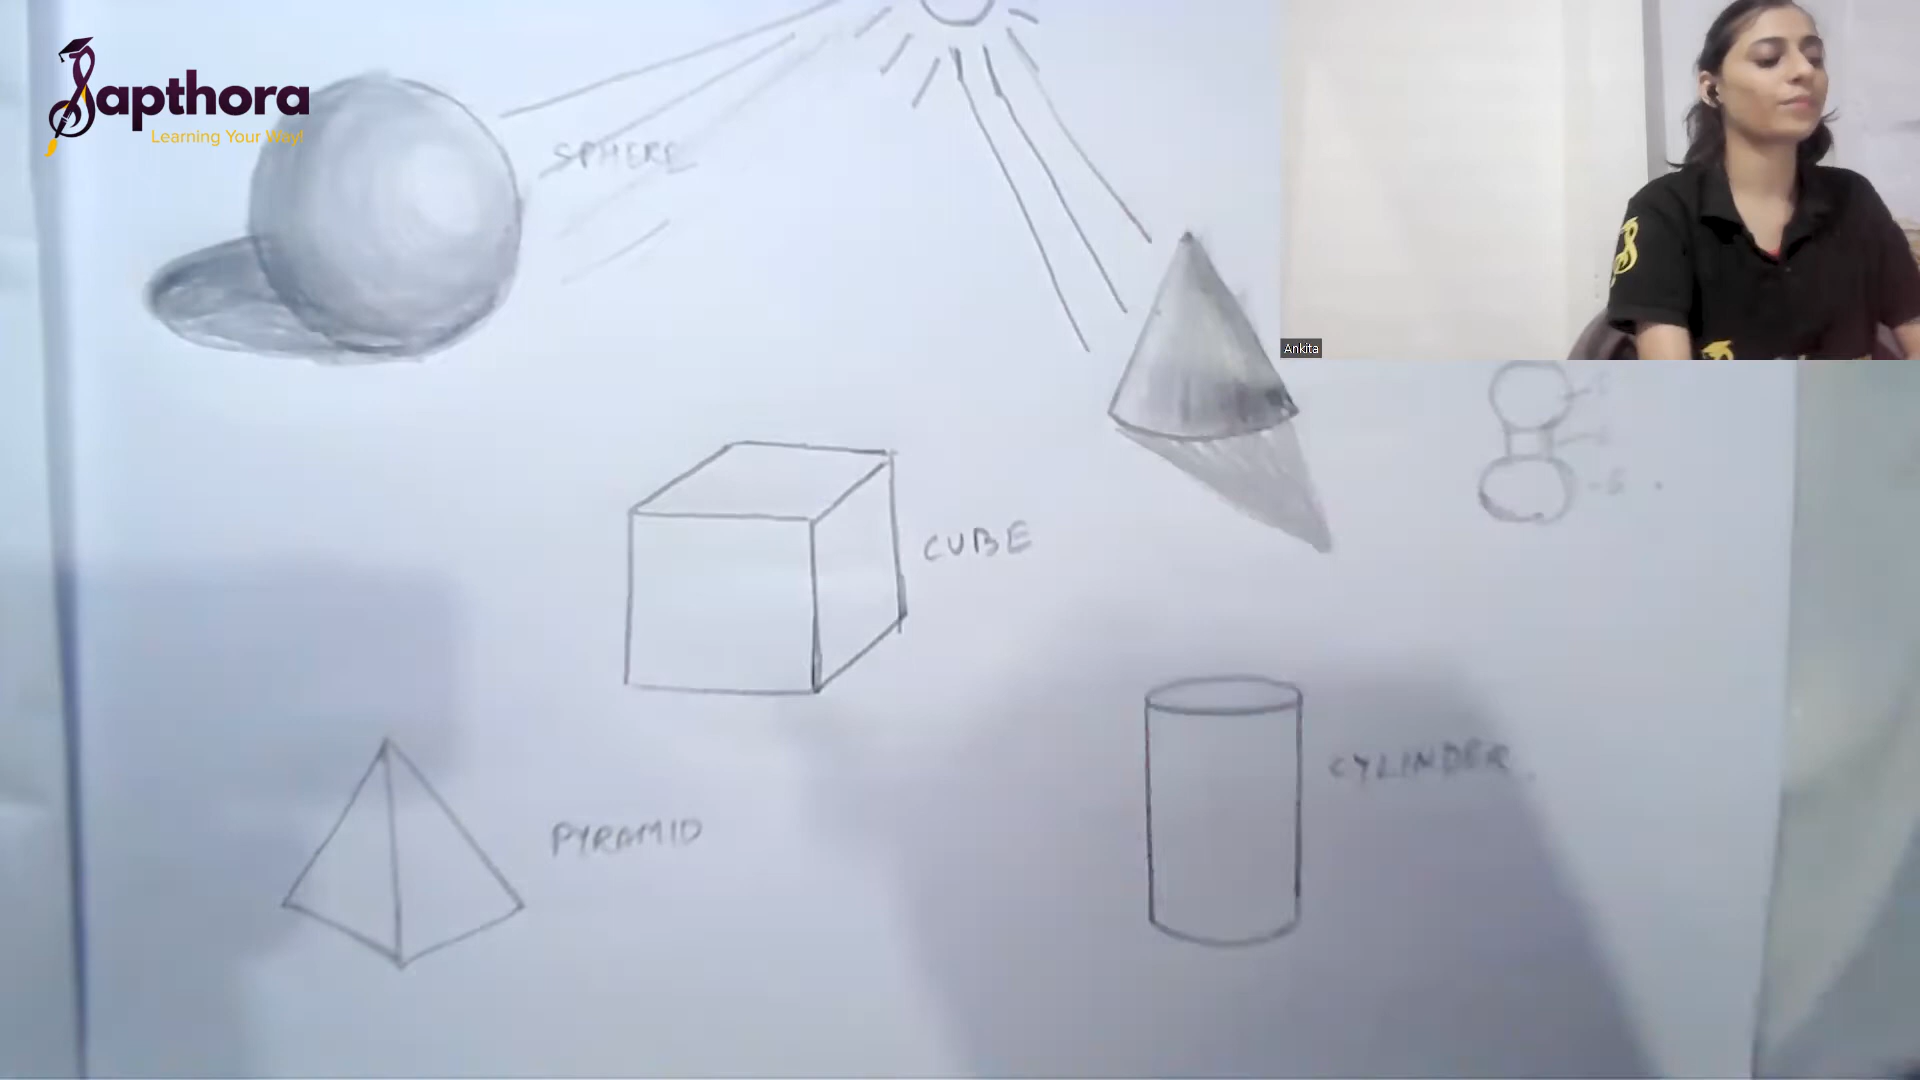 Sapthora
Learning Your Way!
SPHERE
Ankita
CUBE
CYLINDER
PYRAMID